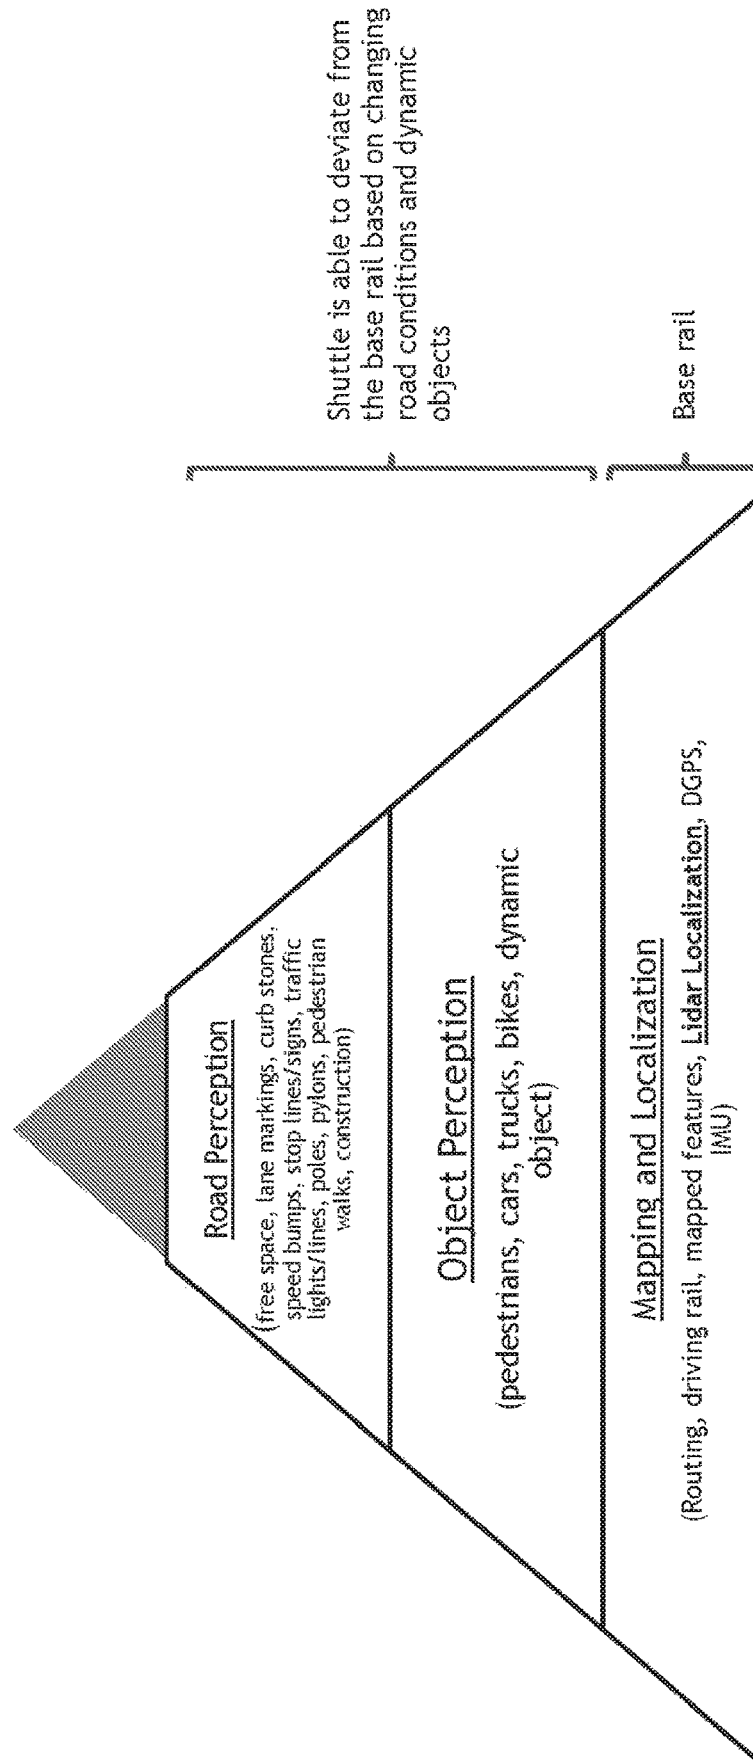 Road Perception
(free space, lane markings, curb stones,
speed bumps, stop lines/signs, traffic
lights/lines, poles, pylons, pedestrian
walks, construction)
Object Perception
(pedestrians, cars, trucks, bikes, dynamic
object)
Mapping and Localization
(Routing, driving rail, mapped features, Lidar Localization, DGPS,
IMU)
Shuttle is able to deviate from
the base rail based on changing
road conditions and dynamic
objects
Base rail